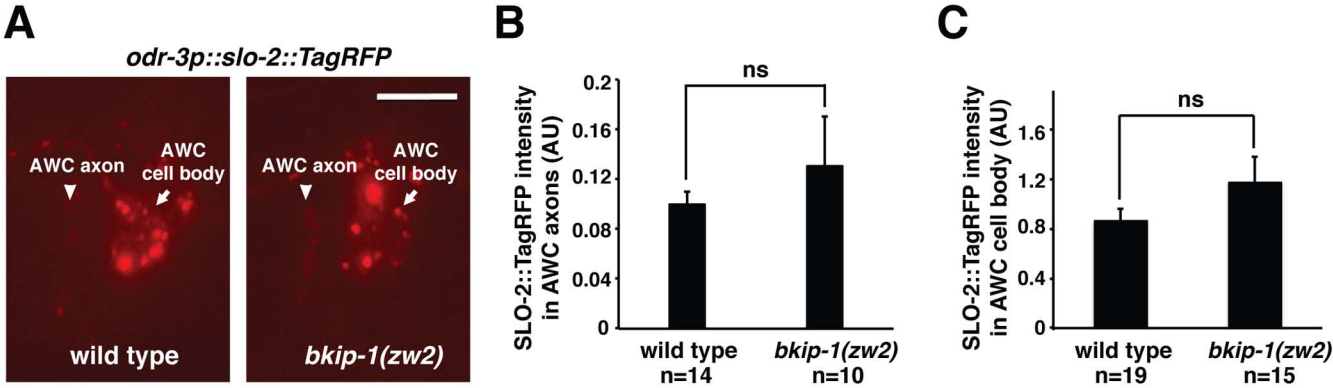 A
odr-3p::slo-2::TagRFP
AWC axon
AWC
cell body
wild type
AWC axon
AWC
cell body
bkip-1(zw2)
B
SLO-2::TagRFP intensity
in AWC axons (AU)
0.2
0.16
0.12
0.08
0.04
0
ns
wild type
n=14
bkip-1(zw2)
n=10
C
SLO-2::TagRFP intensity
in AWC cell body (AU)
1.6
1.2
0.8
1.4
0
ns
wild type
n=19
bkip-1(zw2)
n=15